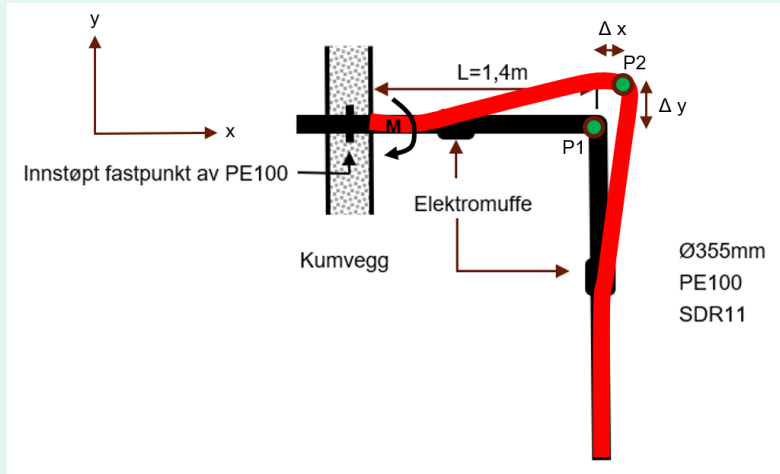 y
x
Δ x
P2
L=1,4m
Δ y
M
P1
Innstøpt fastpunkt av PE100
Elektromuffe
Kumvegg
Ø355mm
PE100
SDR11